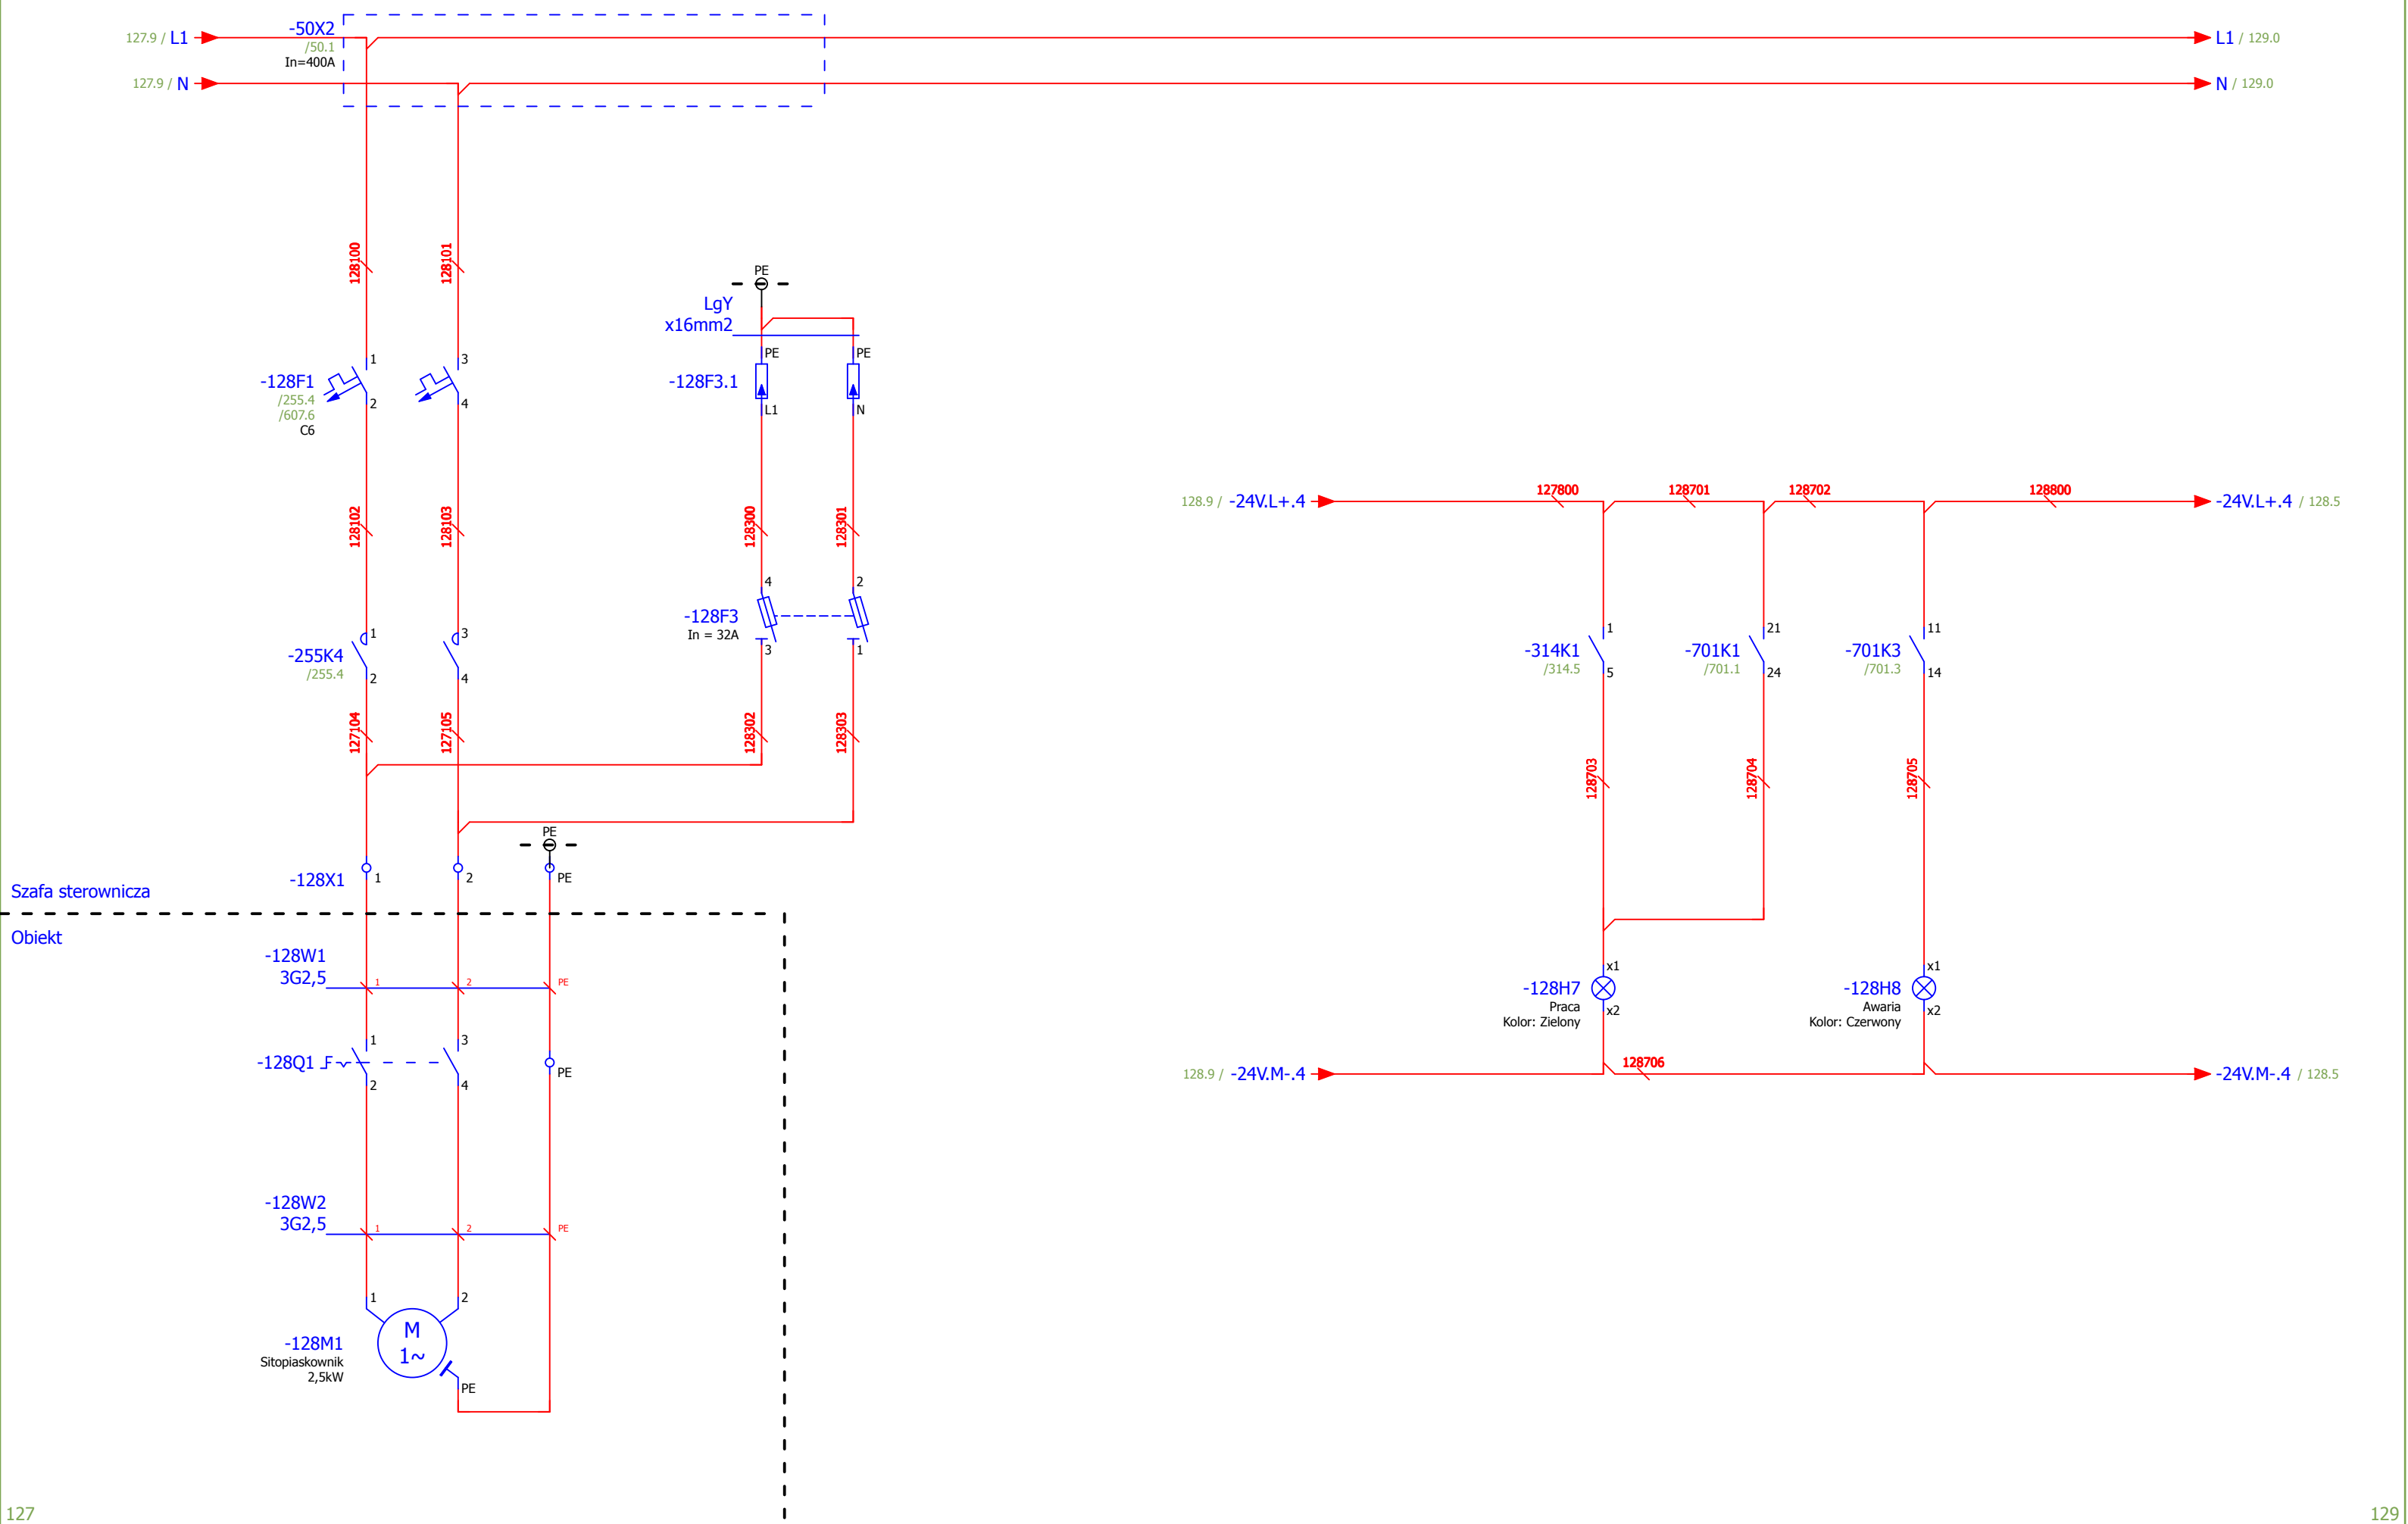 127.9 / L1
-50X2
/50.1
In=400A
L1 / 129.0
127.9 / N
N / 129.0
128100
128101
PE
LgY
x16mm2
-128F1
/255.4
/607.6
C6
1
2
3
4
-128F3.1
PE
L1
PE
N
128102
128103
128300
128301
128.9 / -24V.L+.4
127800
128701
128702
128800
-24V.L+.4 / 128.5
-255K4
/255.4
1
2
3
4
-128F3
In = 32A
4
3
2
1
-314K1
/314.5
1
5
-701K1
/701.1
21
24
-701K3
/701.3
11
14
127104
127105
128302
128303
128703
128704
128705
PE
-128X1
1
2
PE
Szafa sterownicza
Obiekt
-128W1
3G2,5
1
2
PE
-128H7
Praca
Kolor: Zielony
x1
x2
-128H8
Awaria
Kolor: Czerwony
x1
x2
-128Q1
1
2
3
4
PE
128.9 / -24V.M-.4
128706
-24V.M-.4 / 128.5
-128W2
3G2,5
1
2
PE
1
2
M
1~
-128M1
Sitopiaskownik
2,5kW
PE
127
129